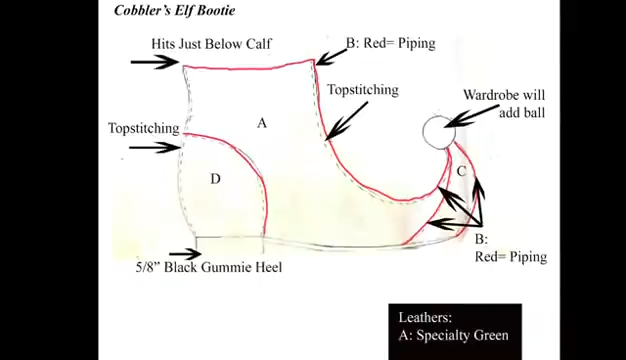 Cobbler's Elf Bootie
Hits Just Below Calf
B: Red= Piping
Topstitching
Wardrobe will
add ball
Topstitching
A
C
D
B:
Red= Piping
5/8” Black Gummie Heel
Leathers:
A: Specialty Green